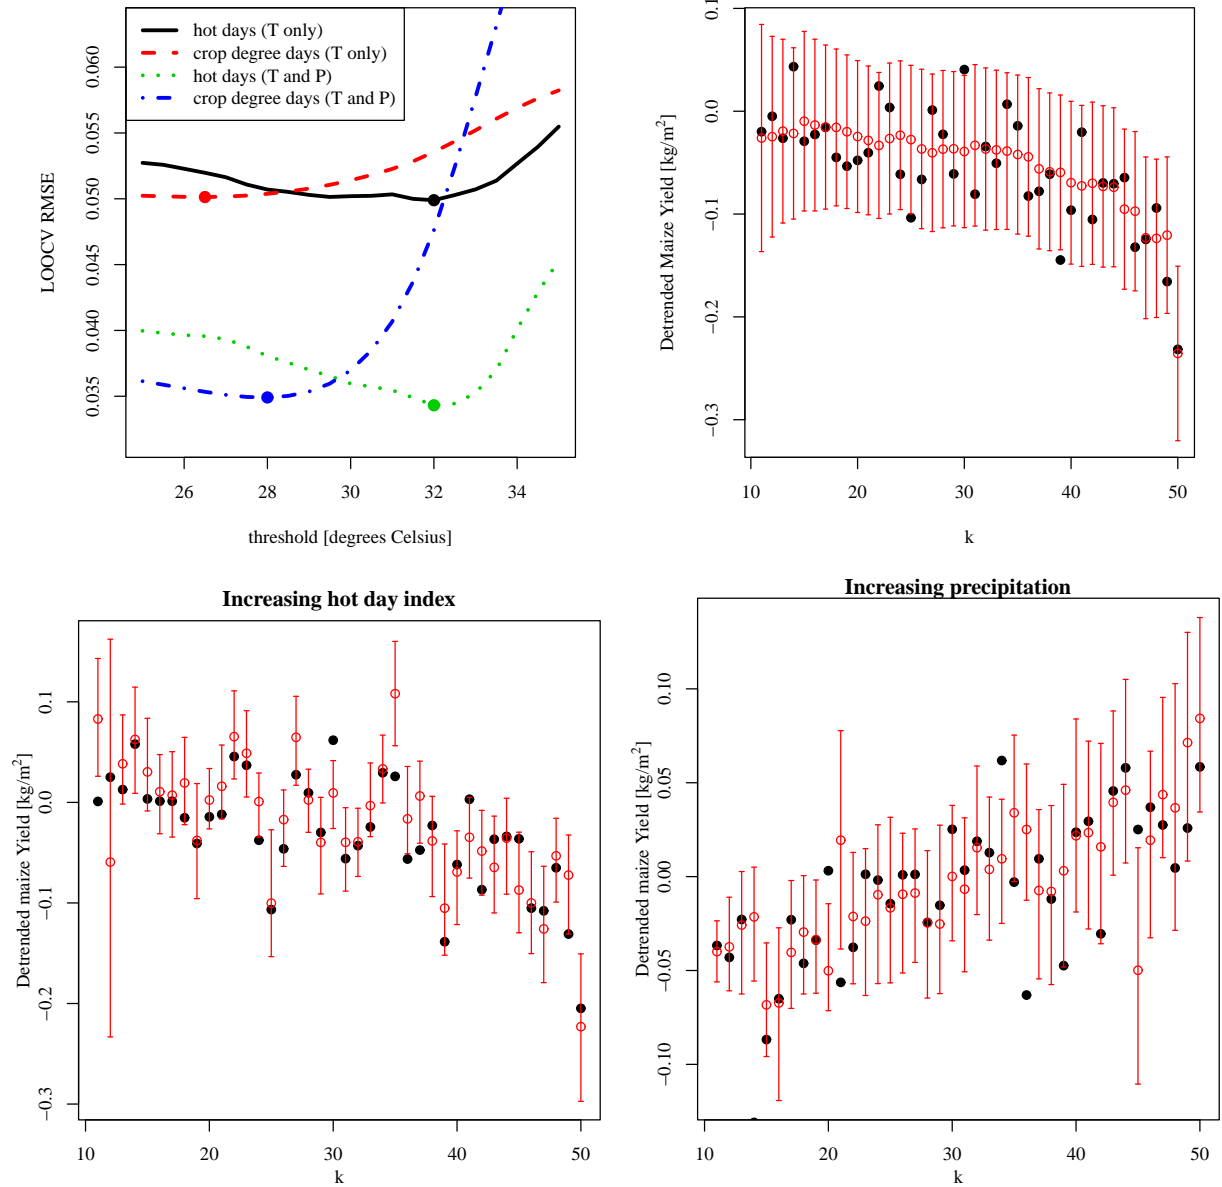 hot days (T only)
crop degree days (T only)
hot days (T and P)
crop degree days (T and P)
LOOCV RMSE
0.035
0.040
0.045
0.050
0.055
0.060
26 28 30 32 34
threshold [degrees Celsius]
Detrended Maize Yield [kg/m²]
−0.3
−0.2
−0.1
0.0
0.1
10 20 30 40 50
k
Increasing hot day index
Detrended maize Yield [kg/m²]
−0.3
−0.2
−0.1
0.0
0.1
10 20 30 40 50
k
Increasing precipitation
Detrended maize Yield [kg/m²]
−0.10
−0.05
0.00
0.05
0.10
10 20 30 40 50
k